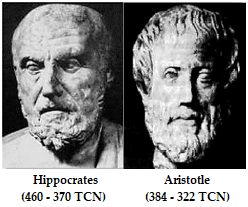 Hippocrates
(460 - 370 TCN)
Aristotle
(384 - 322 TCN)